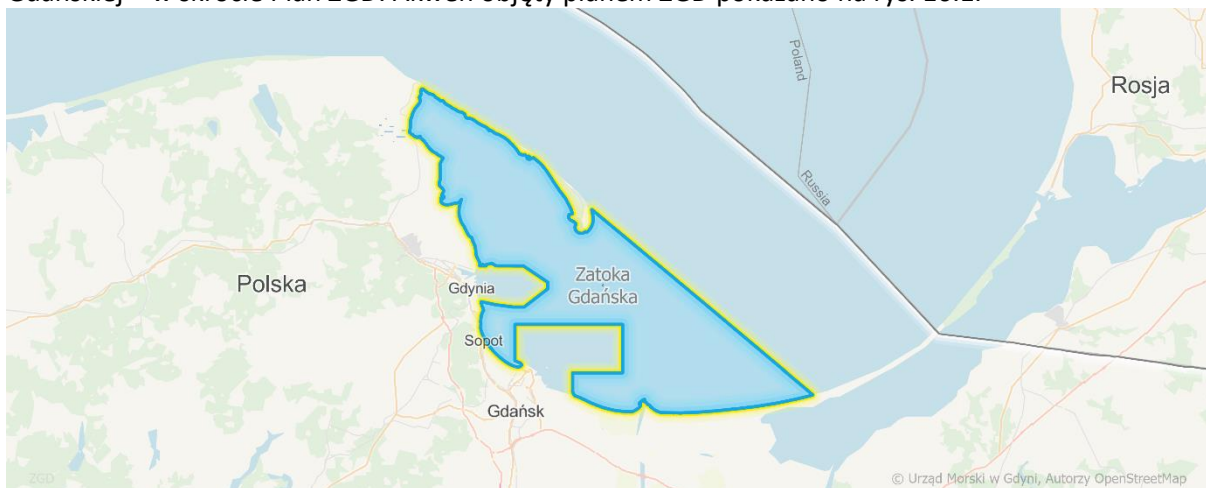 Gdańskiej – w skrócie Plan ZGD. Akwen objęty planem ZGD pokazano na rys. 10.1.
Poland
Russia
Rosja
Polska
Zatoka
Gdańska
Gdynia
Sopot
Gdańsk
ZGD
© Urząd Morski w Gdyni, Autorzy OpenStreetMap